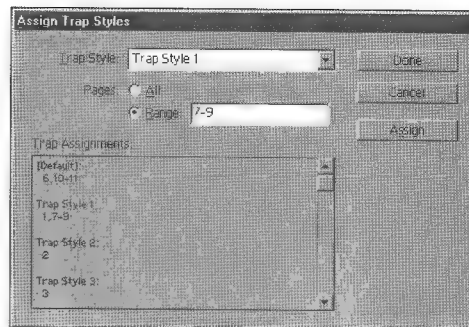 Assign Trap Styles
Trap Style: Trap Style 1
Done
Pages: All
Cancel
Range 7-9
Assign
Trap Assignments:
[Default]:
6,10-11
Trap Style 1:
1,7-9
Trap Style 2:
2
Trap Style 3:
3